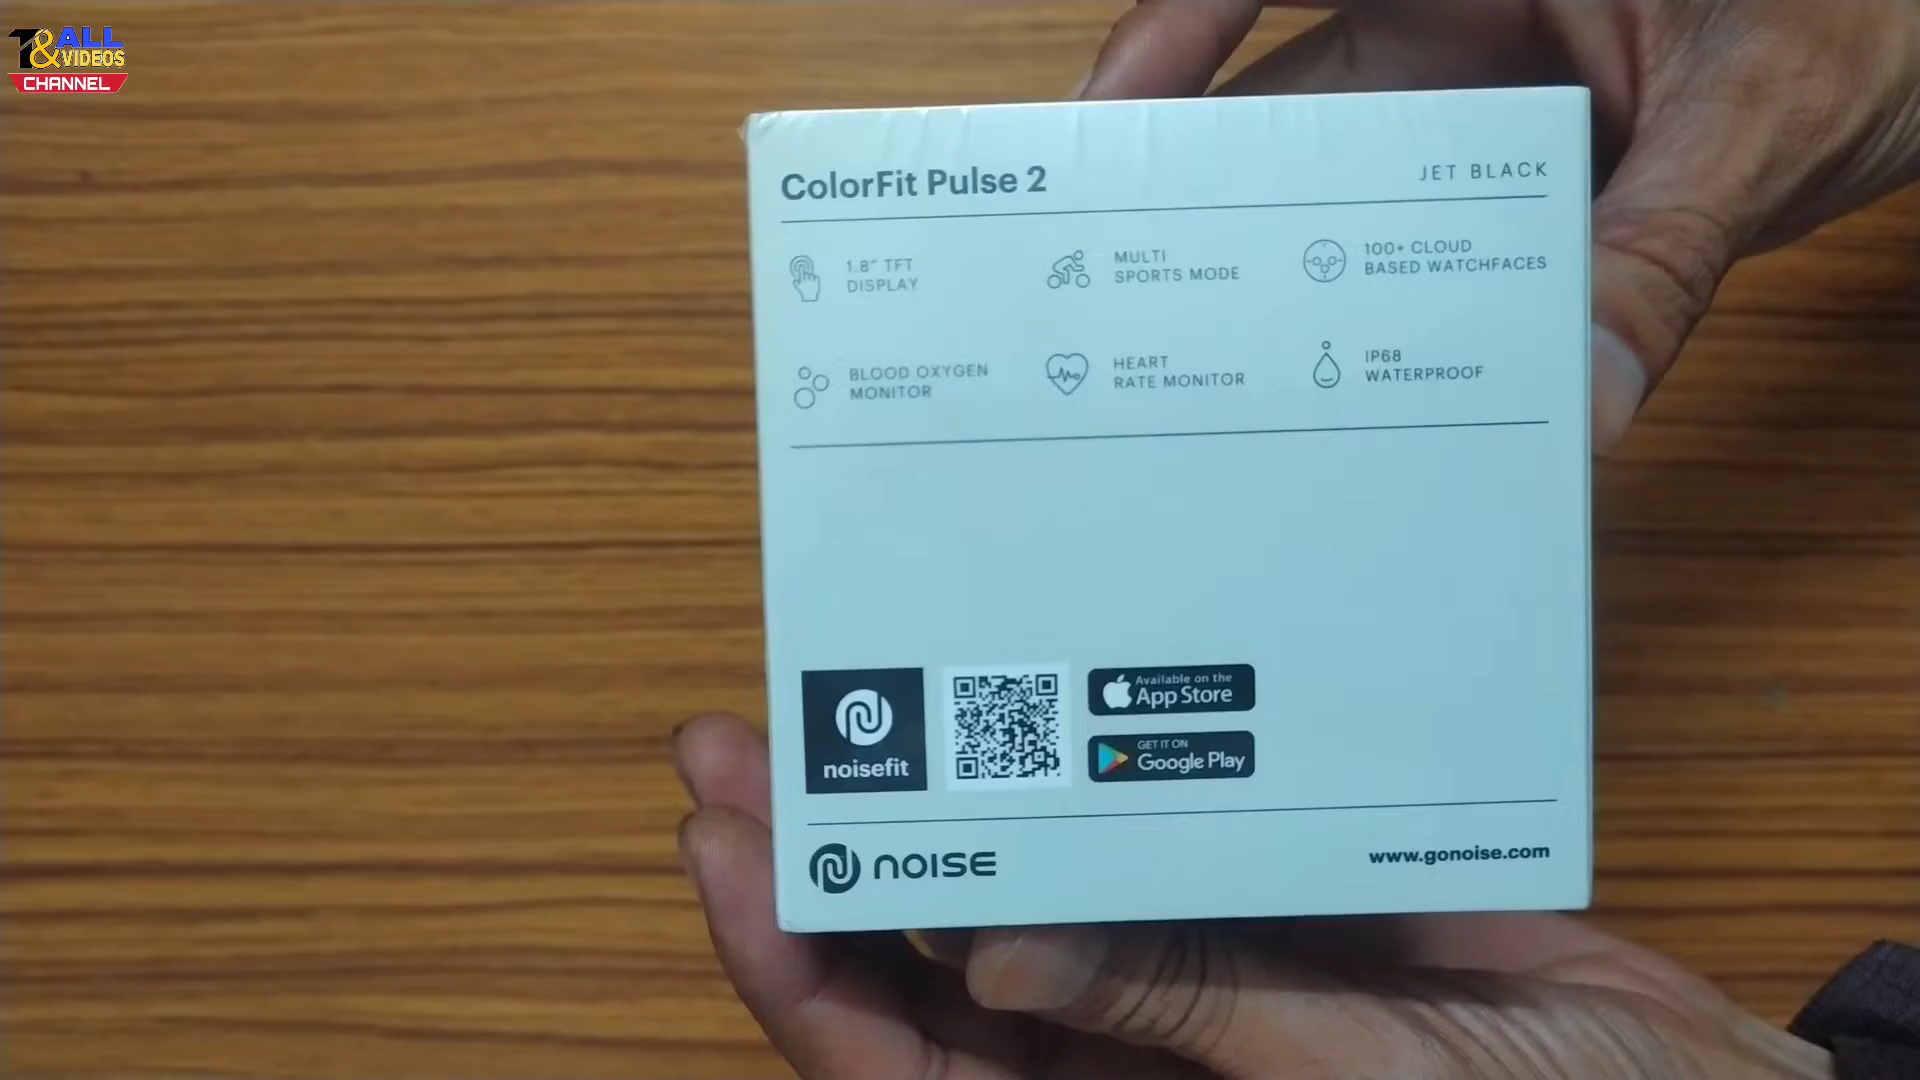 T&ALL
VIDEOS
CHANNEL
ColorFit Pulse 2
JET BLACK
1.8" TFT
DISPLAY
MULTI
SPORTS MODE
100+ CLOUD
BASED WATCHFACES
BLOOD OXYGEN
MONITOR
HEART
RATE MONITOR
IP68
WATERPROOF
noisefit
Available on the
App Store
GET IT ON
Google Play
NOISE
www.gonoise.com